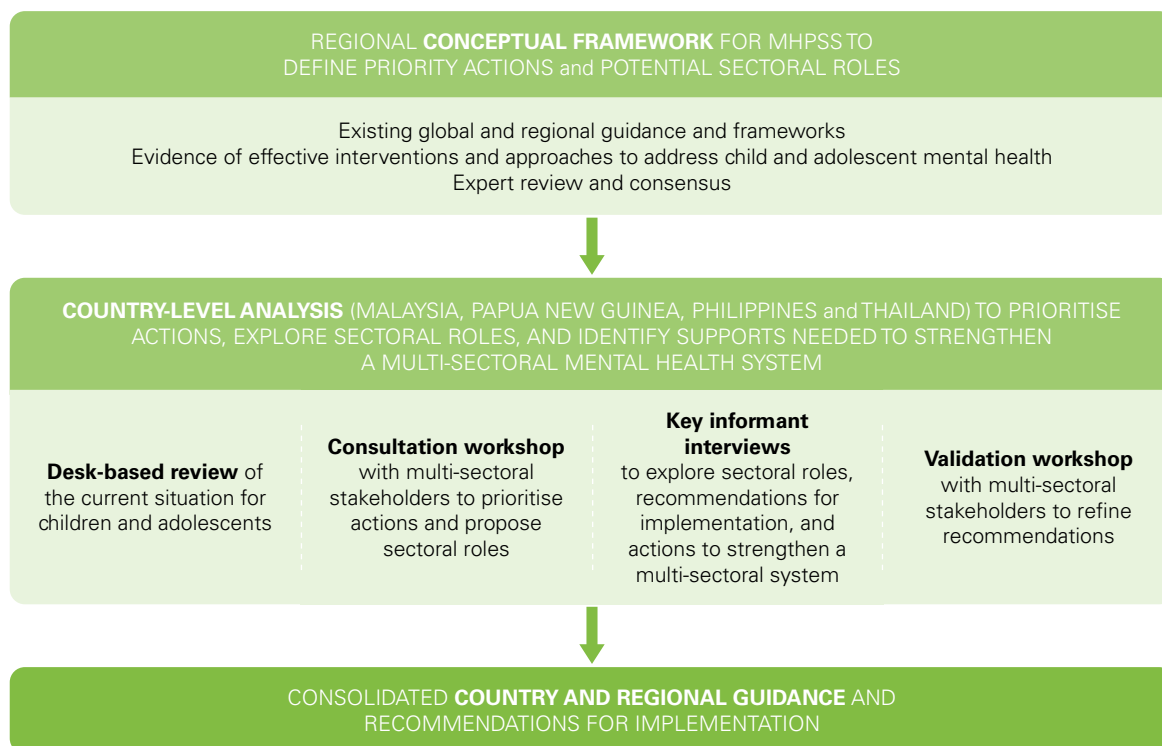 REGIONAL CONCEPTUAL FRAMEWORK FOR MHPSS TO
DEFINE PRIORITY ACTIONS and POTENTIAL SECTORAL ROLES
Existing global and regional guidance and frameworks
Evidence of effective interventions and approaches to address child and adolescent mental health
Expert review and consensus
COUNTRY-LEVEL ANALYSIS (MALAYSIA, PAPUA NEW GUINEA, PHILIPPINES and THAILAND) TO PRIORITISE
ACTIONS, EXPLORE SECTORAL ROLES, AND IDENTIFY SUPPORTS NEEDED TO STRENGTHEN
A MULTI-SECTORAL MENTAL HEALTH SYSTEM
Desk-based review of
the current situation for
children and adolescents
Consultation workshop
with multi-sectoral
stakeholders to prioritise
actions and propose
sectoral roles
Key informant
interviews
to explore sectoral roles,
recommendations for
implementation, and
actions to strengthen a
multi-sectoral system
Validation workshop
with multi-sectoral
stakeholders to refine
recommendations
CONSOLIDATED COUNTRY AND REGIONAL GUIDANCE AND
RECOMMENDATIONS FOR IMPLEMENTATION